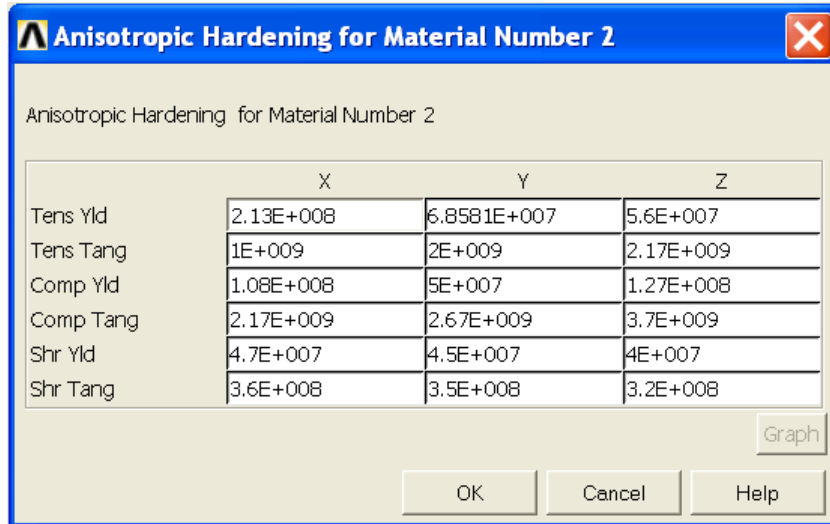 Anisotropic Hardening for Material Number 2
Anisotropic Hardening for Material Number 2
X Y Z
Tens Yld 2.13E+008 6.8581E+007 5.6E+007
Tens Tang 1E+009 2E+009 2.17E+009
Comp Yld 1.08E+008 5E+007 1.27E+008
Comp Tang 2.17E+009 2.67E+009 3.7E+009
Shr Yld 4.7E+007 4.5E+007 4E+007
Shr Tang 3.6E+008 3.5E+008 3.2E+008
Graph
OK Cancel Help